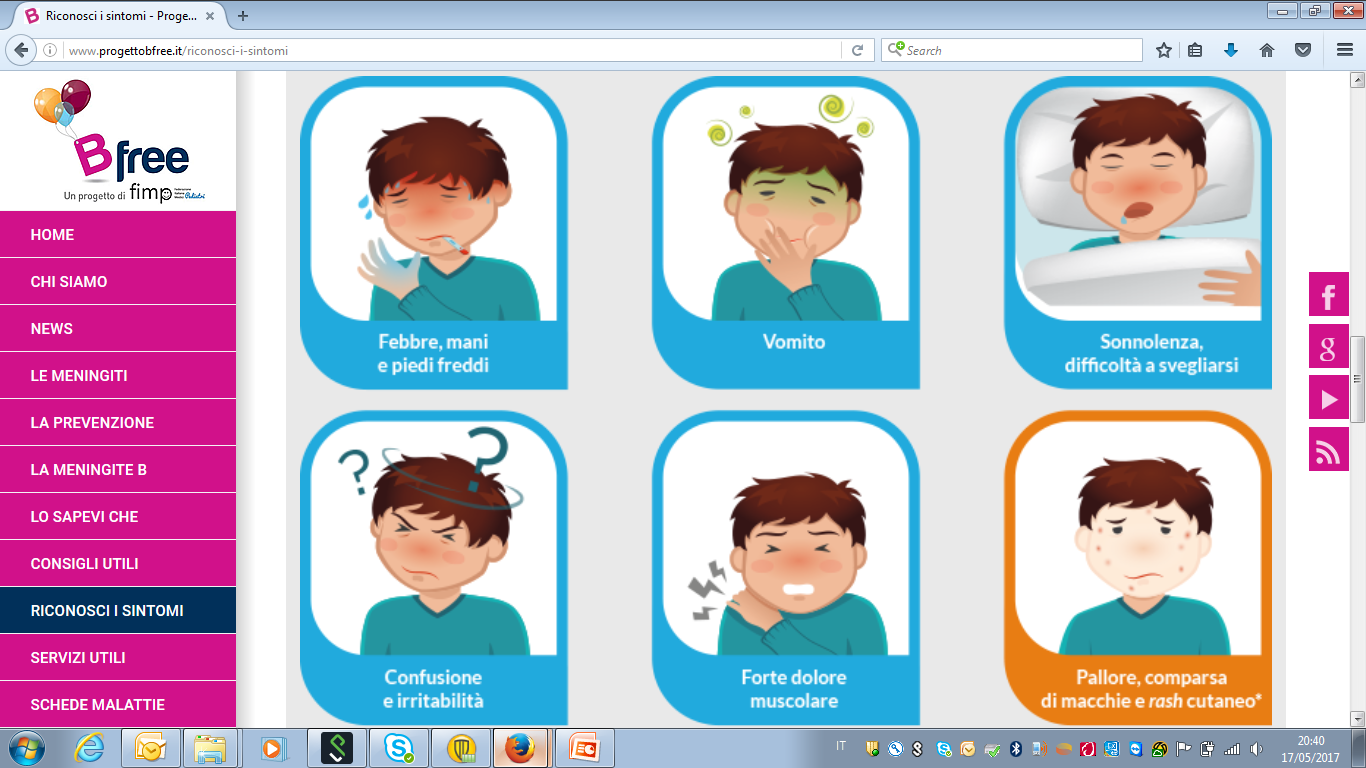 Riconosci i sintomi - Proge...
www.progettobfree.it/riconosci-i-sintomi
Search
B free
Un progetto di fimp
HOME
CHI SIAMO
NEWS
LE MENINGITI
LA PREVENZIONE
LA MENINGITE B
LO SAPEVI CHE
CONSIGLI UTILI
RICONOSCI I SINTOMI
SERVIZI UTILI
SCHEDE MALATTIE
Febbre, mani
e piedi freddi
Vomito
Sonnolenza,
difficoltà a svegliarsi
? ?
Confusione
e irritabilità
Forte dolore
muscolare
Pallore, comparsa
di macchie e rash cutaneo*
IT
20:40
17/05/2017